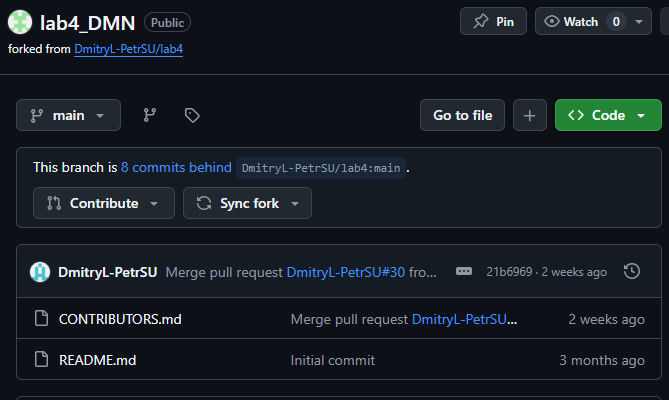 lab4_DMN Public Pin Watch 0
forked from DmitryL-PetrSU/lab4
main Go to file Code
This branch is 8 commits behind DmitryL-PetrSU/lab4:main .
Contribute Sync fork
DmitryL-PetrSU Merge pull request DmitryL-PetrSU#30 fro... 21b6969 · 2 weeks ago
CONTRIBUTORS.md Merge pull request DmitryL-PetrSU... 2 weeks ago
README.md Initial commit 3 months ago